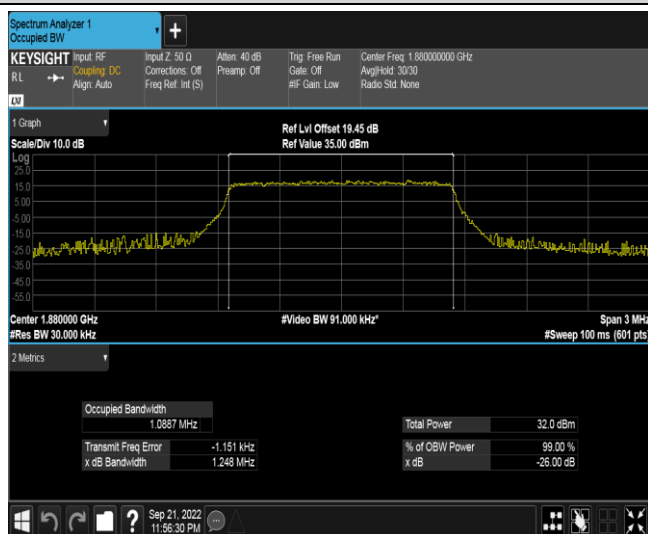 Spectrum Analyzer 1
Occupied BW
+
KEYSIGHT
RL
LXI
Input: RF
Coupling: DC
Align: Auto
Input Z: 50 Ω
Corrections: Off
Freq Ref: Int (S)
Atten: 40 dB
Preamp: Off
Trig: Free Run
Gate: Off
#IF Gain: Low
Center Freq: 1.880000000 GHz
Avg|Hold: 30/30
Radio Std: None
1 Graph
Scale/Div 10.0 dB
Ref Lvl Offset 19.45 dB
Ref Value 35.00 dBm
Log
25.0
15.0
5.00
-5.00
-15.0
-25.0
-35.0
-45.0
-55.0
Center 1.880000 GHz
#Res BW 30.000 kHz
#Video BW 91.000 kHz*
Span 3 MHz
#Sweep 100 ms (601 pts)
2 Metrics
Occupied Bandwidth
1.0887 MHz
Transmit Freq Error -1.151 kHz
x dB Bandwidth 1.248 MHz
Total Power 32.0 dBm
% of OBW Power 99.00 %
x dB -26.00 dB
?
Sep 21, 2022
11:56:30 PM